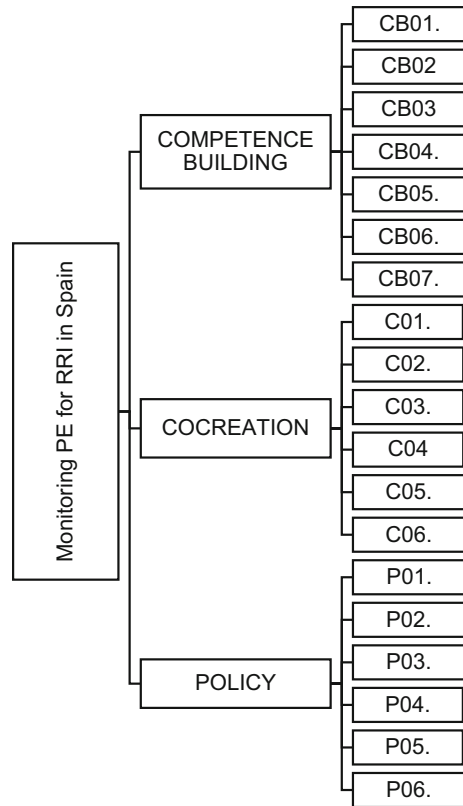 Monitoring PE for RRI in Spain
COMPETENCE
BUILDING
CB01.
CB02
CB03
CB04.
CB05.
CB06.
CB07.
COCREATION
C01.
C02.
C03.
C04
C05.
C06.
POLICY
P01.
P02.
P03.
P04.
P05.
P06.